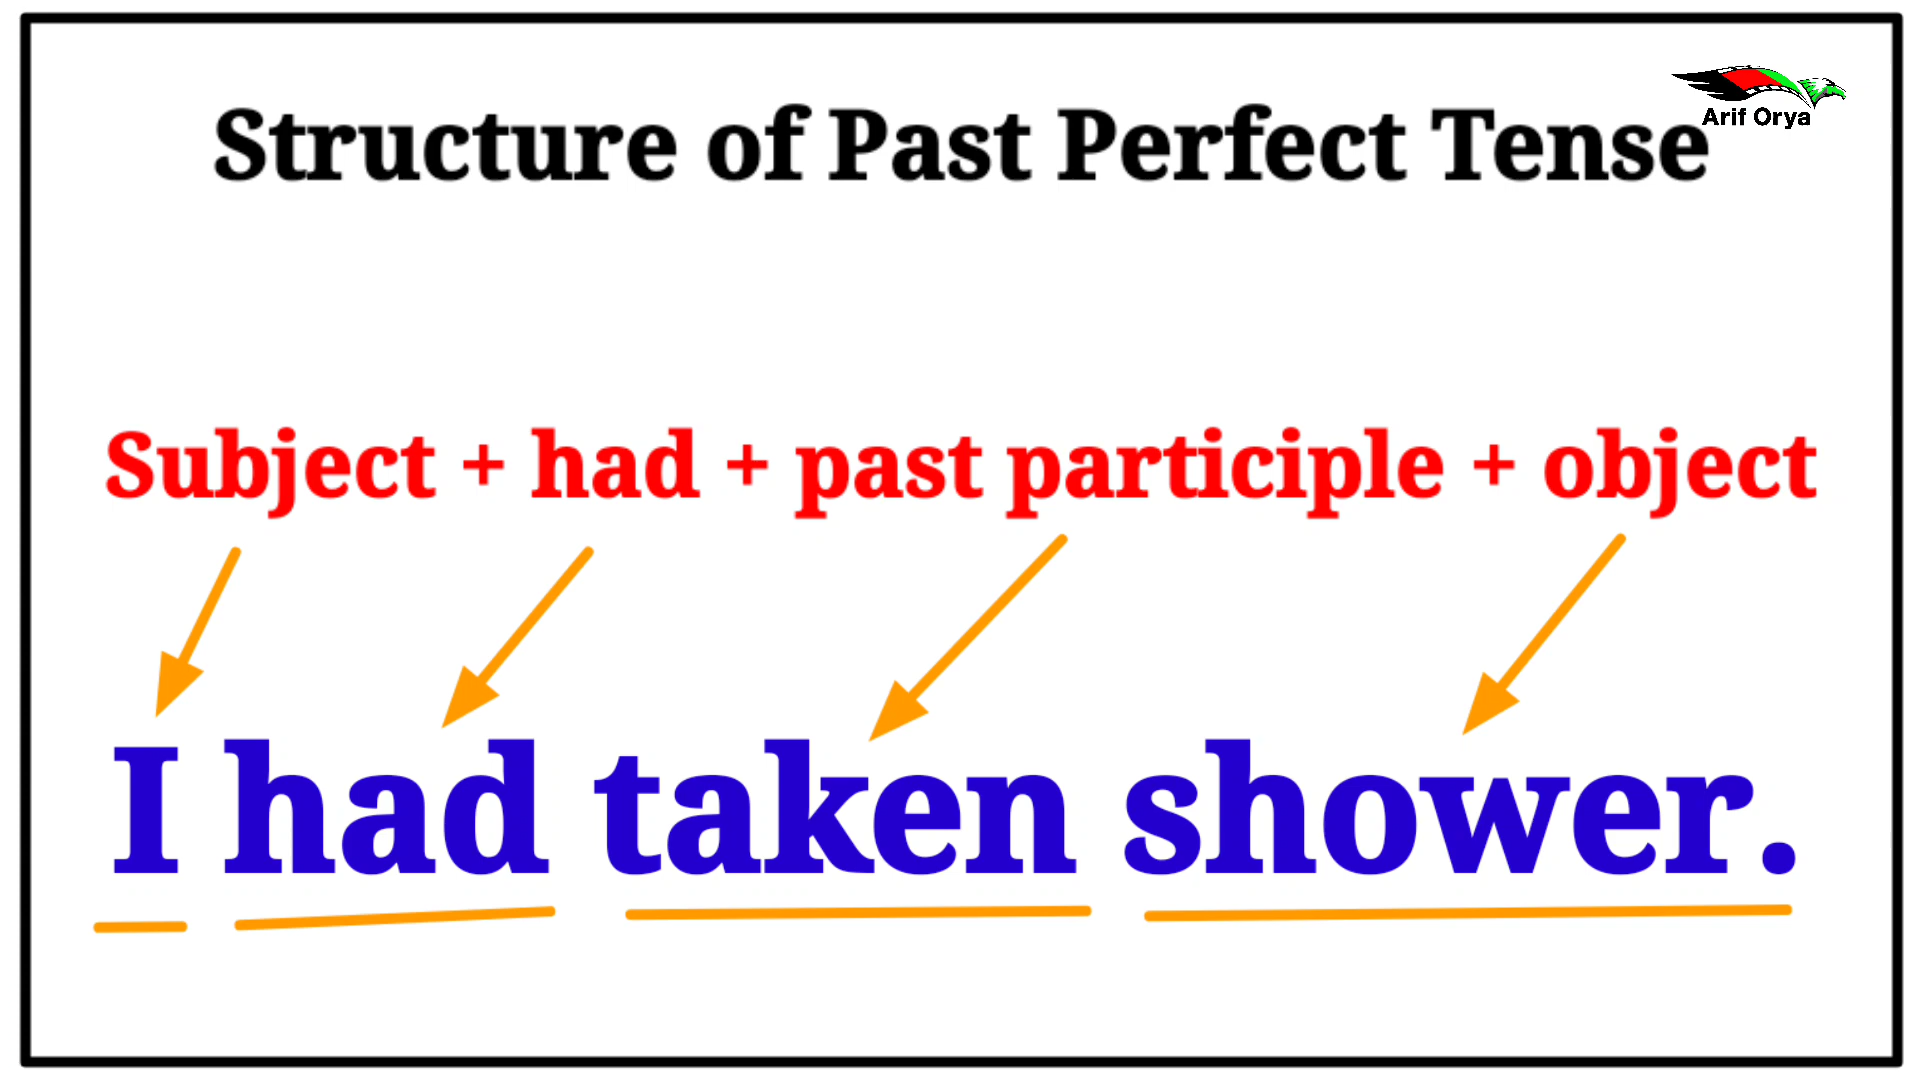 Arif Orya
Structure of Past Perfect Tense
Subject + had + past participle + object
I had taken shower.